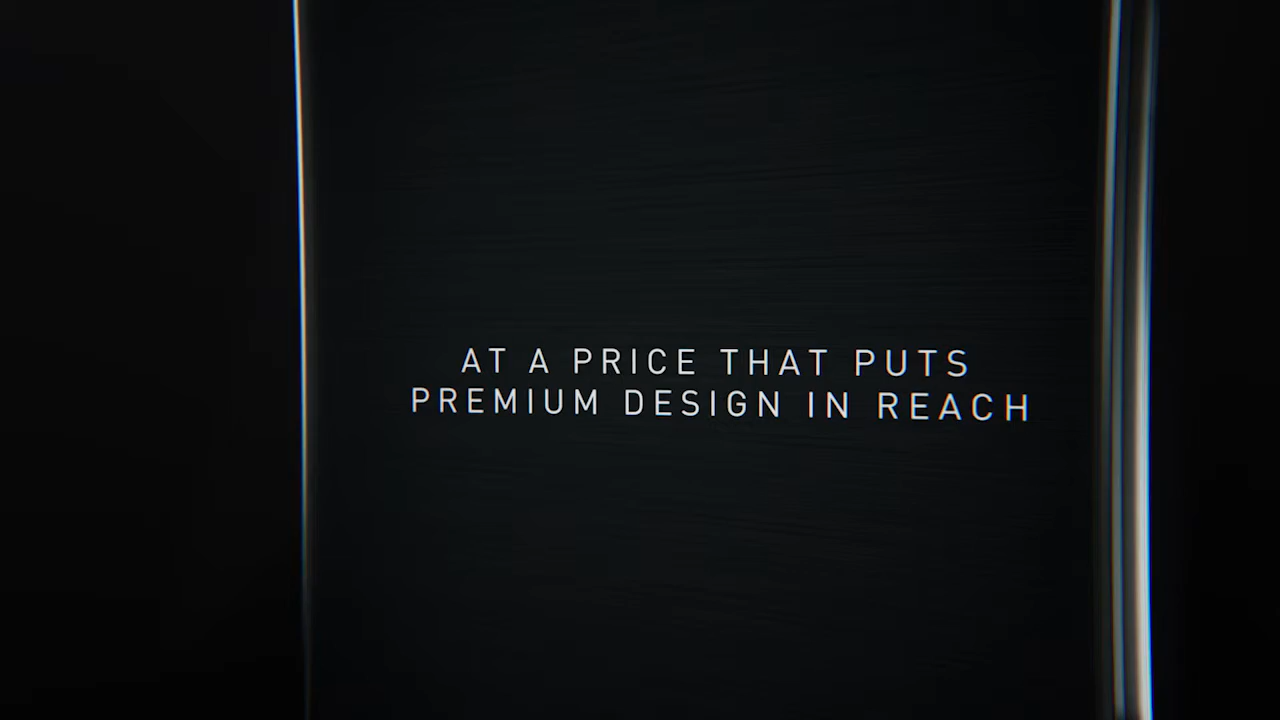 AT A PRICE THAT PUTS
PREMIUM DESIGN IN REACH